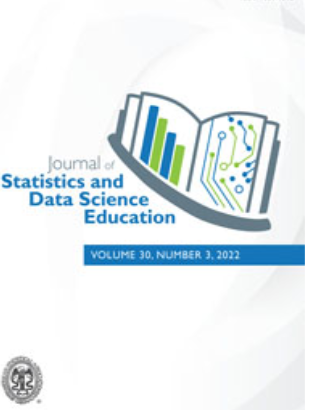 Journal of
Statistics and
Data Science
Education
VOLUME 30, NUMBER 3, 2022